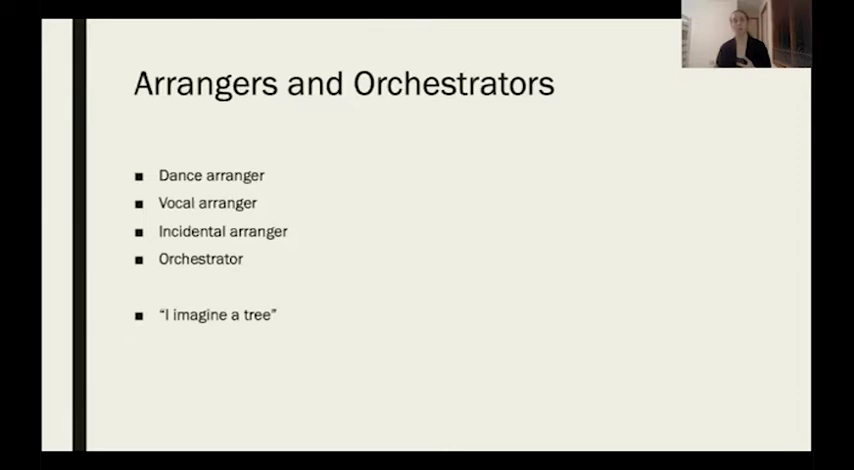 Arrangers and Orchestrators
■ Dance arranger
■ Vocal arranger
■ Incidental arranger
■ Orchestrator
■ “I imagine a tree”